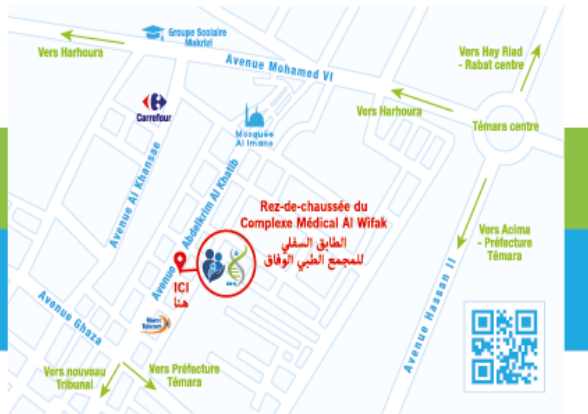 Groupe Scolaire
Makrizi
Vers Harhoura
Avenue Mohamed VI
Vers Hay Riad
- Rabat centre
Carrefour
Vers Harhoura
Témara centre
Mosquée
Al Imane
Avenue Al Khansae
Avenue Abdelkrim Al Khatib
Rez-de-chaussée du
Complexe Médical Al Wifak
الطابق السفلي
للمجمع الطبي الوفاق
Vers Acima
- Préfecture
Témara
ICI
هنا
Avenue Hassan II
Avenue Ghaza
Maroc
Telecom
Vers nouveau
Tribunal
Vers Préfecture
Témara